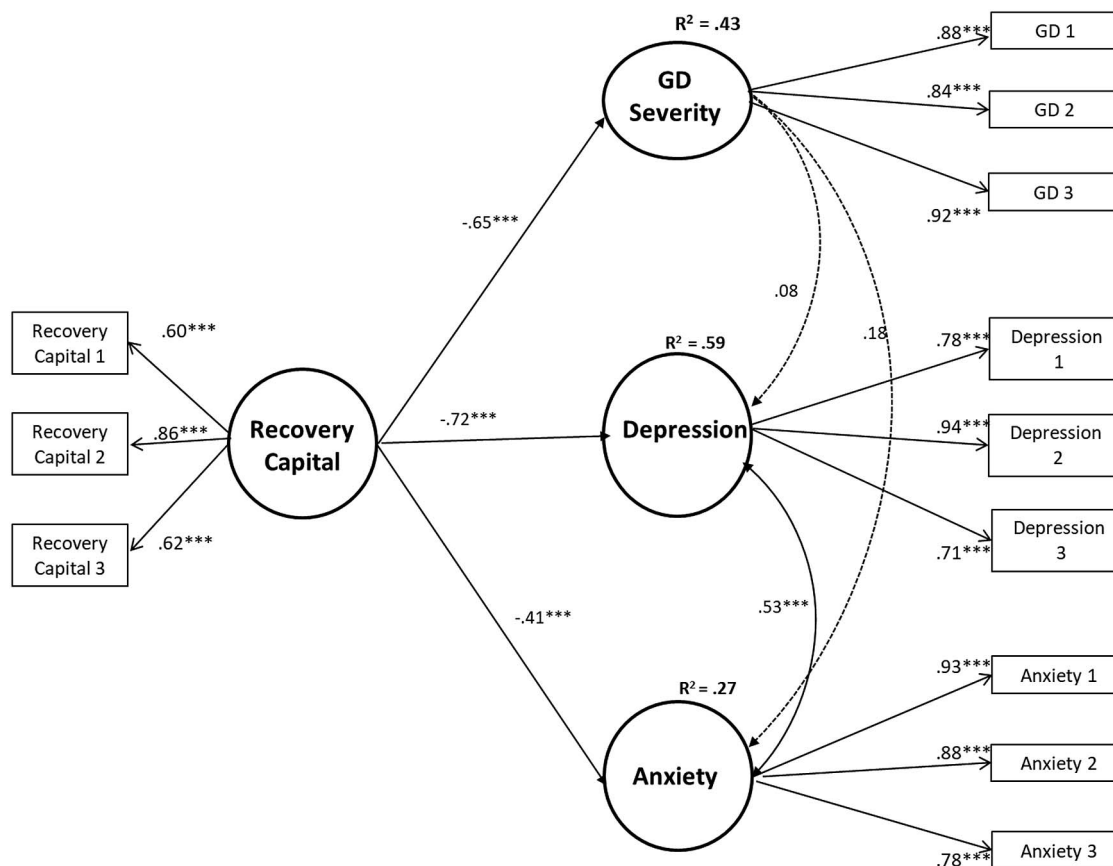 R² = .43
GD
Severity
.88***
GD 1
.84***
GD 2
GD 3
.92***
-.65***
.08
.18
Recovery
Capital 1
.60***
Recovery
Capital 2
.86***
Recovery
Capital 3
.62***
Recovery
Capital
-.72***
R² = .59
Depression
.78***
Depression
1
.94***
Depression
2
Depression
3
.71***
-.41***
.53***
R² = .27
Anxiety
.93***
Anxiety 1
.88***
Anxiety 2
Anxiety 3
.78***